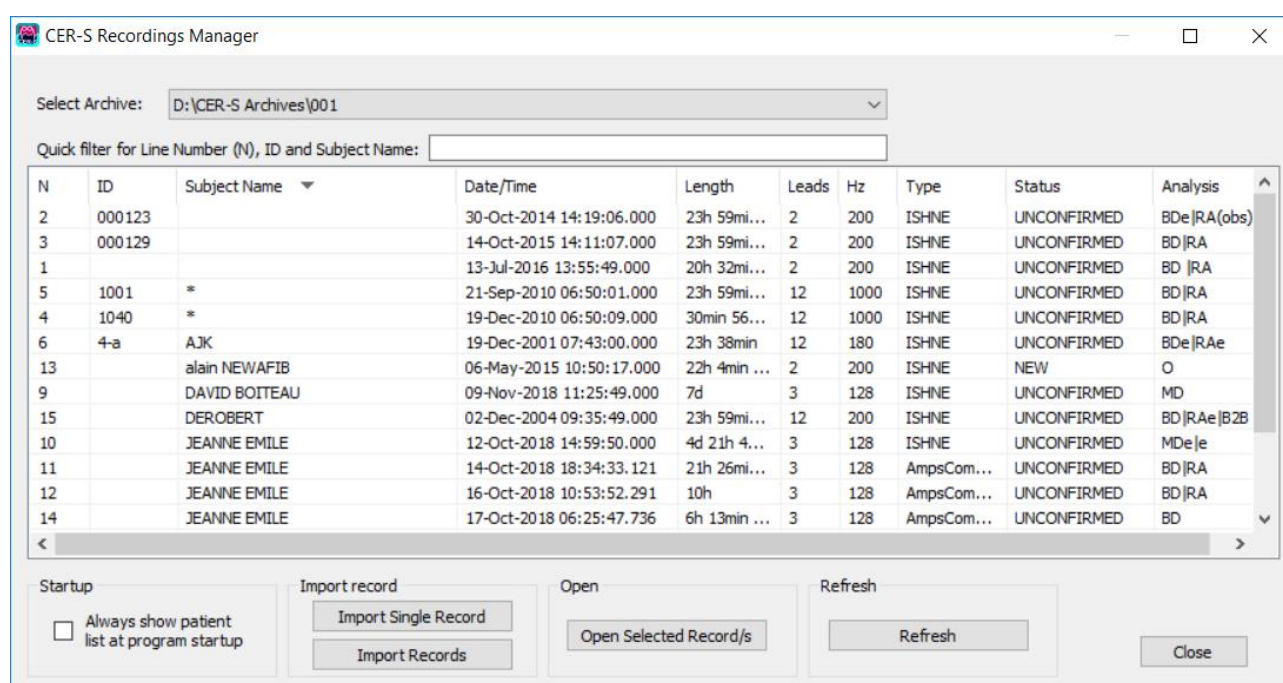 CER-S Recordings Manager
Select Archive: D:\CER-S Archives\001
Quick filter for Line Number (N), ID and Subject Name:
N ID Subject Name Date/Time Length Leads Hz Type Status Analysis
2 000123 30-Oct-2014 14:19:06.000 23h 59mi... 2 200 ISHNE UNCONFIRMED BDe|RA(obs)
3 000129 14-Oct-2015 14:11:07.000 23h 59mi... 2 200 ISHNE UNCONFIRMED BD|RA
1 13-Jul-2016 13:55:49.000 20h 32mi... 2 200 ISHNE UNCONFIRMED BD |RA
5 1001 * 21-Sep-2010 06:50:01.000 23h 59mi... 12 1000 ISHNE UNCONFIRMED BD|RA
4 1040 * 19-Dec-2010 06:50:09.000 30min 56... 12 1000 ISHNE UNCONFIRMED BD|RA
6 4-a AJK 19-Dec-2001 07:43:00.000 23h 38min 12 180 ISHNE UNCONFIRMED BDe|RAe
13 alain NEWAFIB 06-May-2015 10:50:17.000 22h 4min ... 2 200 ISHNE NEW O
9 DAVID BOITEAU 09-Nov-2018 11:25:49.000 7d 3 128 ISHNE UNCONFIRMED MD
15 DEROBERT 02-Dec-2004 09:35:49.000 23h 59mi... 12 200 ISHNE UNCONFIRMED BD|RAe|B2B
10 JEANNE EMILE 12-Oct-2018 14:59:50.000 4d 21h 4... 3 128 ISHNE UNCONFIRMED MDe|e
11 JEANNE EMILE 14-Oct-2018 18:34:33.121 21h 26mi... 3 128 AmpsCom... UNCONFIRMED BD|RA
12 JEANNE EMILE 16-Oct-2018 10:53:52.291 10h 3 128 AmpsCom... UNCONFIRMED BD|RA
14 JEANNE EMILE 17-Oct-2018 06:25:47.736 6h 13min ... 3 128 AmpsCom... UNCONFIRMED BD
Startup Import record Open Refresh
Always show patient
list at program startup
Import Single Record
Import Records
Open Selected Record/s
Refresh
Close